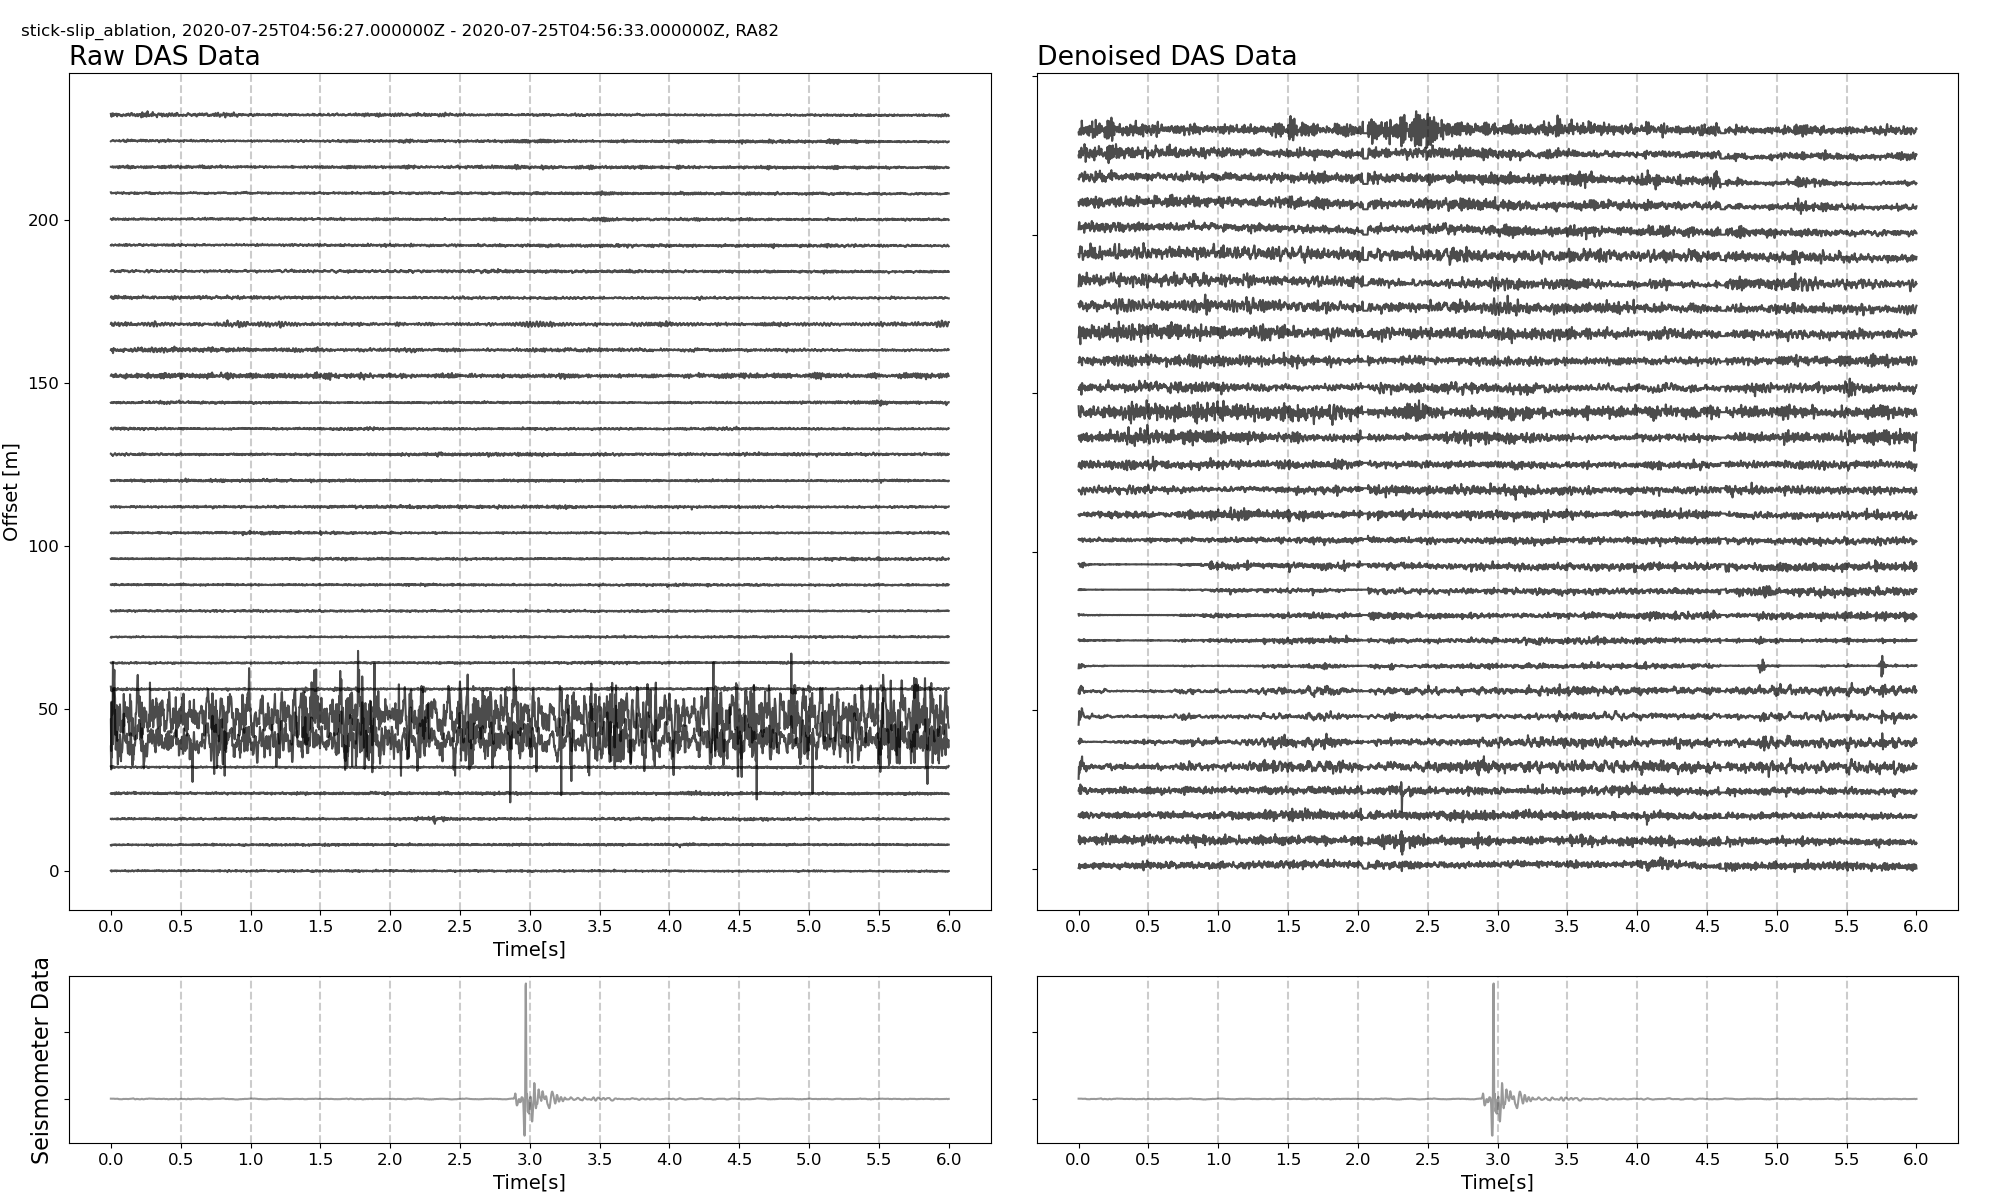 stick-slip_ablation, 2020-07-25T04:56:27.000000Z - 2020-07-25T04:56:33.000000Z, RA82
Raw DAS Data
Denoised DAS Data
Offset [m]
200
150
100
50
0
0.0 0.5 1.0 1.5 2.0 2.5 3.0 3.5 4.0 4.5 5.0 5.5 6.0
Time[s]
0.0 0.5 1.0 1.5 2.0 2.5 3.0 3.5 4.0 4.5 5.0 5.5 6.0
Seismometer Data
0.0 0.5 1.0 1.5 2.0 2.5 3.0 3.5 4.0 4.5 5.0 5.5 6.0
Time[s]
0.0 0.5 1.0 1.5 2.0 2.5 3.0 3.5 4.0 4.5 5.0 5.5 6.0
Time[s]